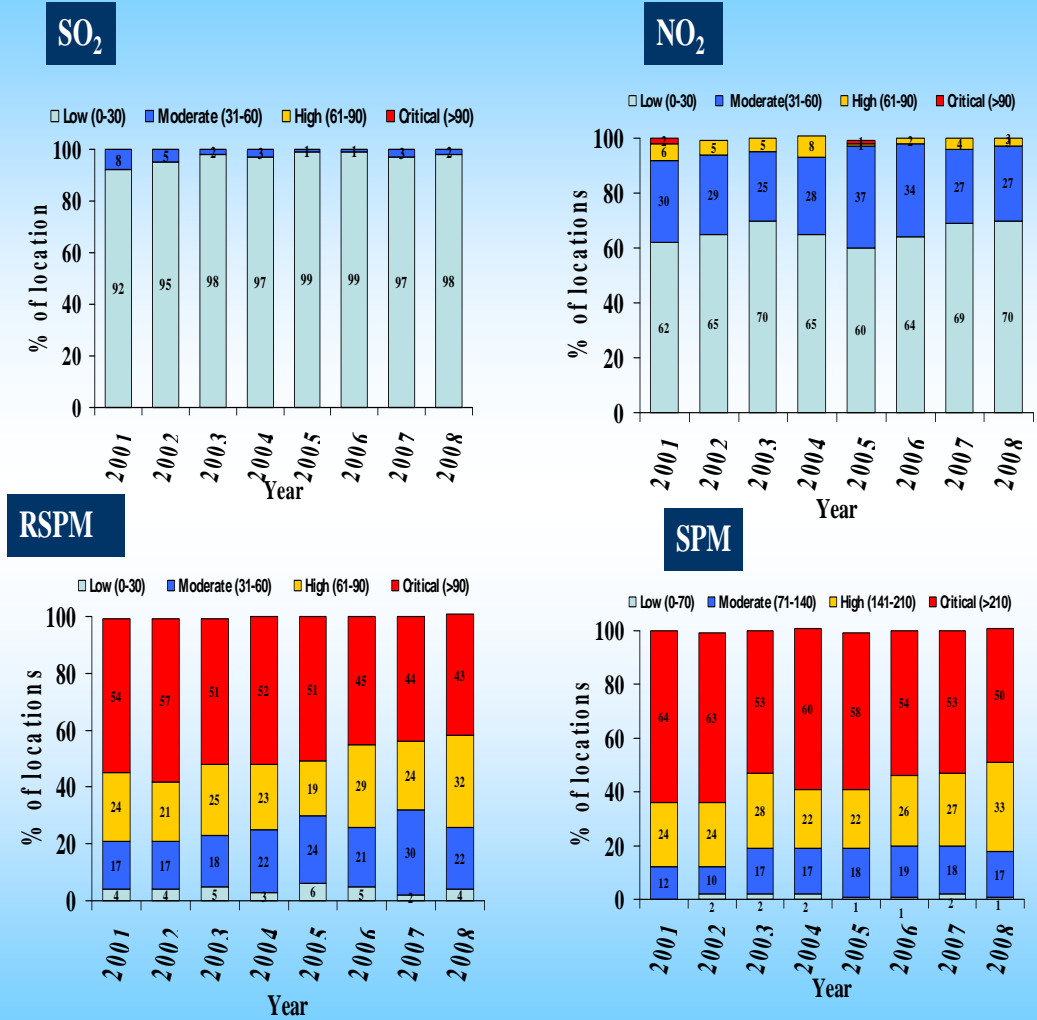 SO2
Low (0-30) Moderate (31-60) High (61-90) Critical (>90)
% of location
100
80
60
40
20
0
8 5 2 3 1 1 3 2
92 95 98 97 99 99 97 98
2001 2002 2003 2004 2005 2006 2007 2008
Year
NO2
Low (0-30) Moderate(31-60) High (61-90) Critical (>90)
% of locations
100
80
60
40
20
0
2
6 5 5 8 1 2 4
30 29 25 28 37 34 27 27
62 65 70 65 60 64 69 70
2001 2002 2003 2004 2005 2006 2007 2008
Year
RSPM
Low (0-30) Moderate (31-60) High (61-90) Critical (>90)
% of locations
100
80
60
40
20
0
54 57 51 52 51 45 44 43
24 21 25 23 19 29 24 32
17 17 18 22 24 21 30 22
4 4 5 3 6 5 2 4
2001 2002 2003 2004 2005 2006 2007 2008
Year
SPM
Low (0-70) Moderate (71-140) High (141-210) Critical (>210)
% of locations
100
80
60
40
20
0
64 63 53 60 58 54 53 50
24 24 28 22 22 26 27 33
12 10 17 17 18 19 18 17
2 2 2 1 1 2 1
2001 2002 2003 2004 2005 2006 2007 2008
Year